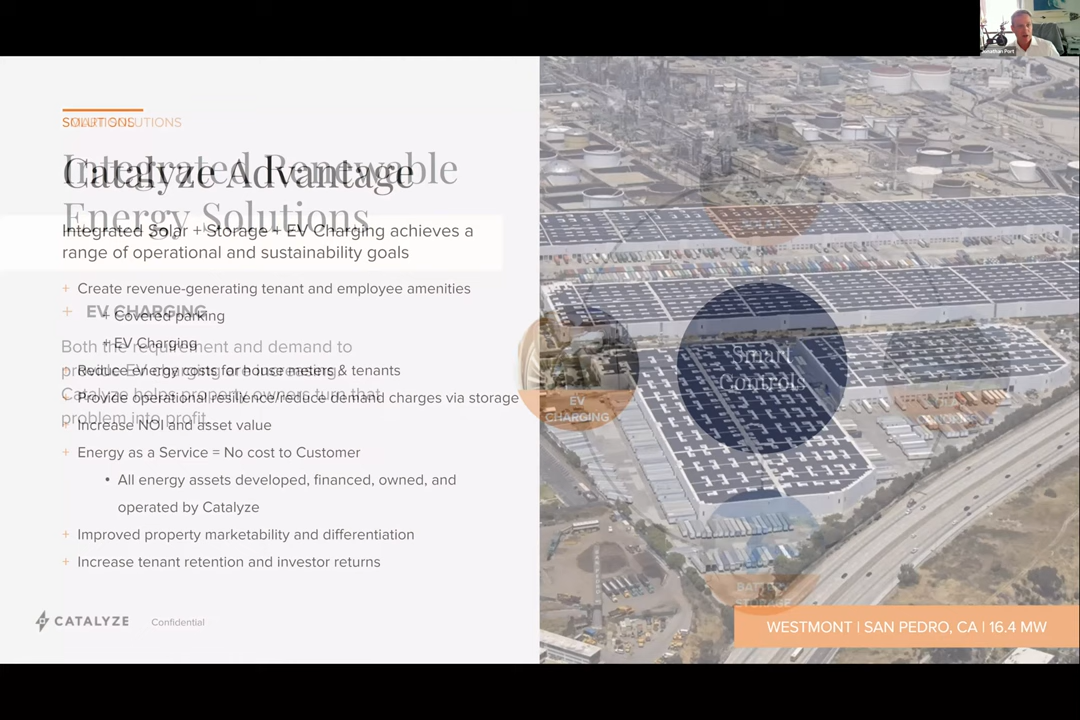 Jonathan Port
SMART SOLUTIONS
SOLUTIONS
Integrated Renewable
Energy Solutions
Catalyze Advantage
Integrated Solar + Storage + EV Charging achieves a
range of operational and sustainability goals
+ Create revenue-generating tenant and employee amenities
+ Covered parking
+ EV Charging
+ Reduce energy costs for house meters & tenants
+ Provide operational resilience/reduce demand charges via storage
+ Increase NOI and asset value
+ Energy as a Service = No cost to Customer
• All energy assets developed, financed, owned, and
operated by Catalyze
+ Improved property marketability and differentiation
+ Increase tenant retention and investor returns
+ EV CHARGING
Both the requirement and demand to
provide EV charging are increasing.
Catalyze helps property owners turn that
problem into profit.
Smart
Controls
EV
CHARGING
BATTERY
STORAGE
CATALYZE
Confidential
WESTMONT | SAN PEDRO, CA | 16.4 MW